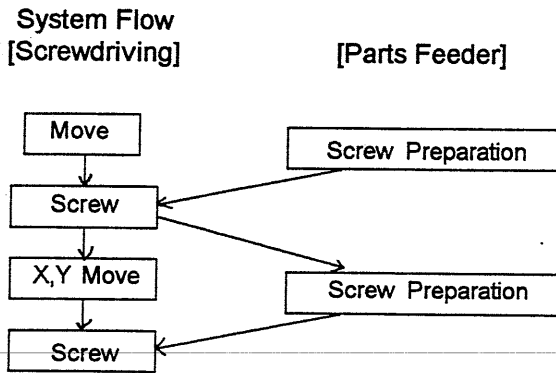 System Flow
[Screwdriving]
[Parts Feeder]
Move
Screw Preparation
Screw
X,Y Move
Screw Preparation
Screw